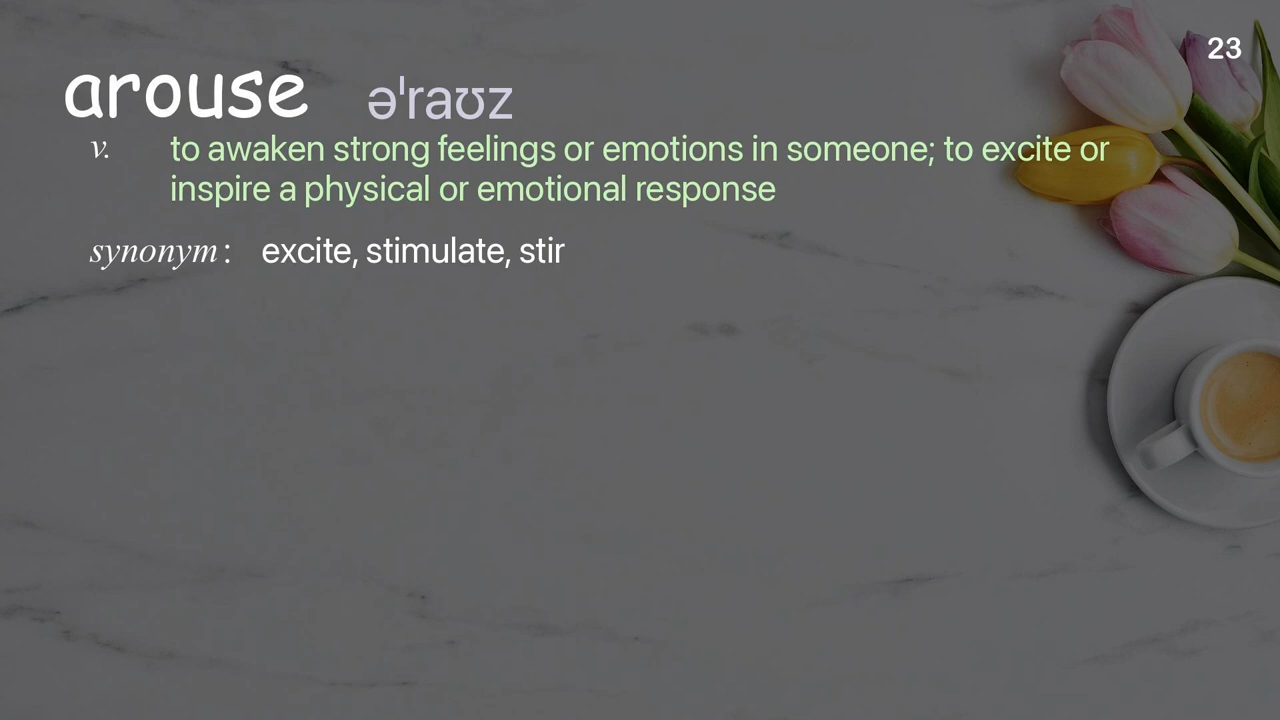 23
arouse əˈraʊz
v. to awaken strong feelings or emotions in someone; to excite or
inspire a physical or emotional response
synonym : excite, stimulate, stir